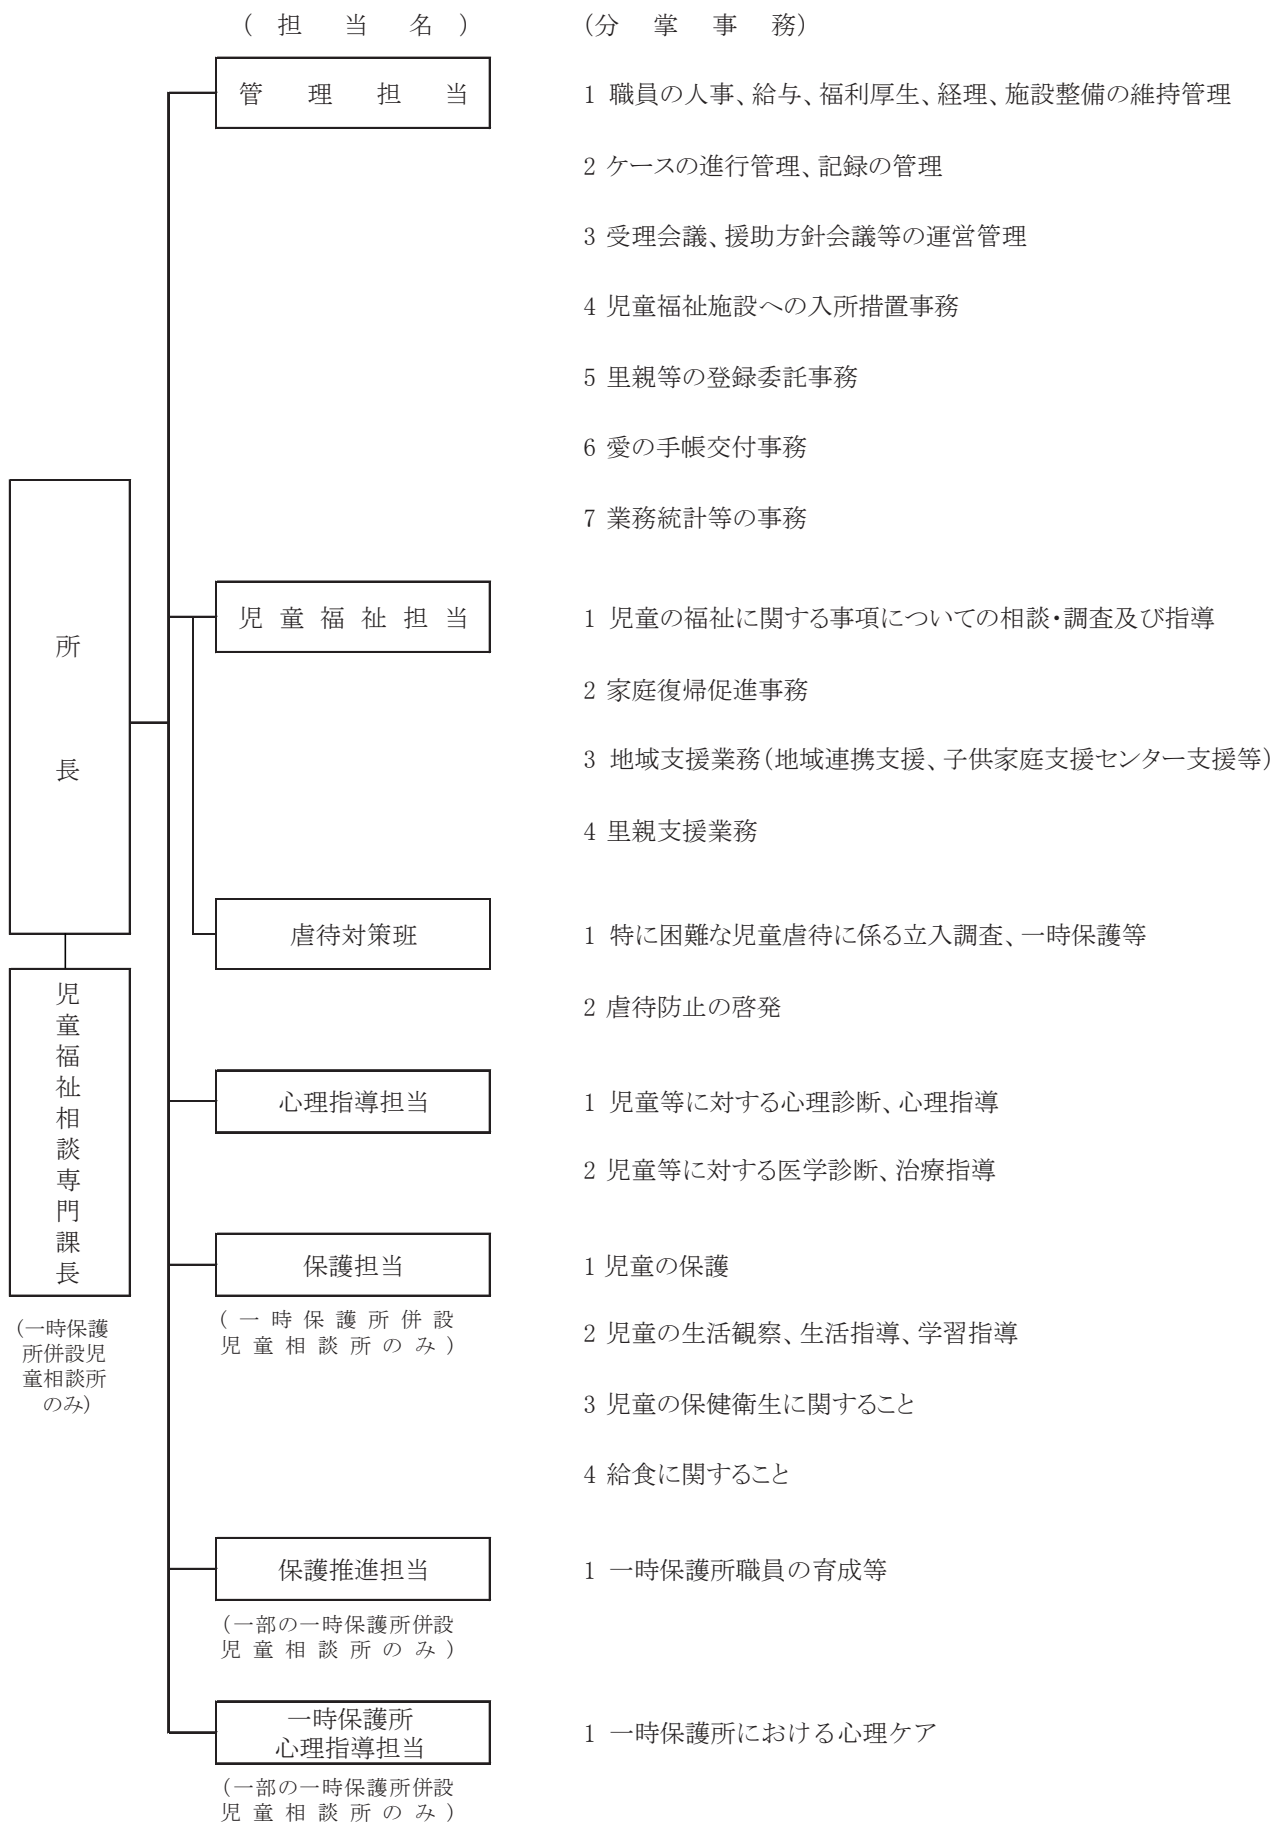 (担当名)
(分掌事務)
管理担当
1 職員の人事、給与、福利厚生、経理、施設整備の維持管理
2 ケースの進行管理、記録の管理
3 受理会議、援助方針会議等の運営管理
4 児童福祉施設への入所措置事務
5 里親等の登録委託事務
6 愛の手帳交付事務
7 業務統計等の事務
所長
児童福祉担当
1 児童の福祉に関する事項についての相談・調査及び指導
2 家庭復帰促進事務
3 地域支援業務(地域連携支援、子供家庭支援センター支援等)
4 里親支援業務
虐待対策班
1 特に困難な児童虐待に係る立入調査、一時保護等
2 虐待防止の啓発
児童福祉相談専門課長
(一時保護
所併設児
童相談所
のみ)
心理指導担当
1 児童等に対する心理診断、心理指導
2 児童等に対する医学診断、治療指導
保護担当
(一時保護所併設
児童相談所のみ)
1 児童の保護
2 児童の生活観察、生活指導、学習指導
3 児童の保健衛生に関すること
4 給食に関すること
保護推進担当
(一部の一時保護所併設
児童相談所のみ)
1 一時保護所職員の育成等
一時保護所
心理指導担当
(一部の一時保護所併設
児童相談所のみ)
1 一時保護所における心理ケア